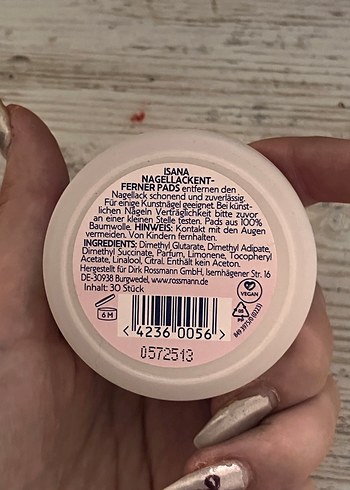 ISANA
NAGELLACKENT-
FERNER PADS entfernen den
Nagellack schonend und zuverlässig.
Für einige Kunstnägel geeignet. Bei künst-
lichen Nägeln Verträglichkeit bitte zuvor
an einer kleinen Stelle testen. Pads aus 100%
Baumwolle. HINWEIS: Kontakt mit den Augen
vermeiden. Von Kindern fernhalten.
INGREDIENTS: Dimethyl Glutarate, Dimethyl Adipate,
Dimethyl Succinate, Parfum, Limonene, Tocopheryl
Acetate, Linalool, Citral. Enthält kein Aceton.
Hergestellt für Dirk Rossmann GmbH, Isernhägener Str. 16
DE-30938 Burgwedel, www.rossmann.de
Inhalt: 30 Stück
VEGAN
6 M
< 4236 0056 >
0572513